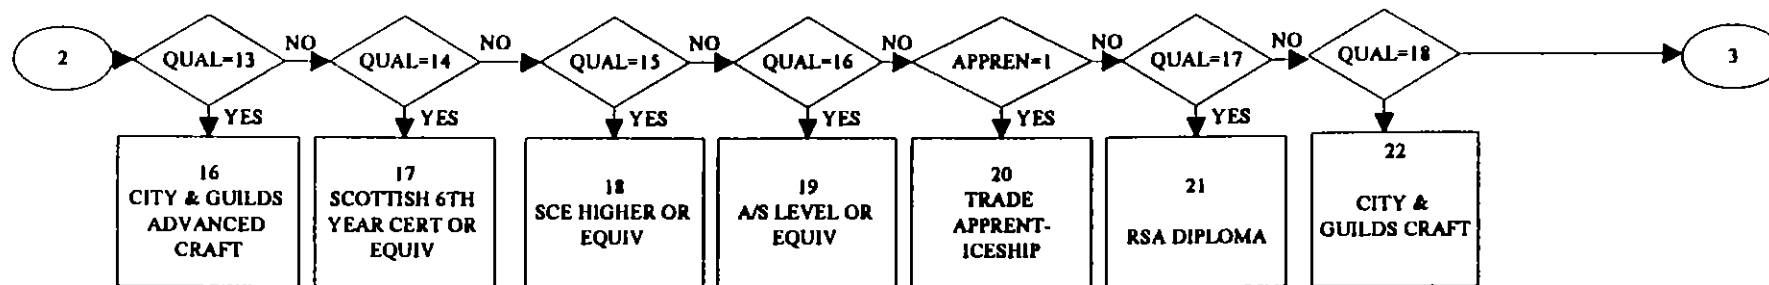 2
QUAL=13
NO
QUAL=14
NO
QUAL=15
NO
QUAL=16
NO
APPREN=1
NO
QUAL=17
NO
QUAL=18
3
YES
YES
YES
YES
YES
YES
16
CITY & GUILDS
ADVANCED
CRAFT
17
SCOTTISH 6TH
YEAR CERT OR
EQUIV
18
SCE HIGHER OR
EQUIV
19
A/S LEVEL OR
EQUIV
20
TRADE
APPRENT-
ICESHIP
21
RSA DIPLOMA
22
CITY &
GUILDS CRAFT